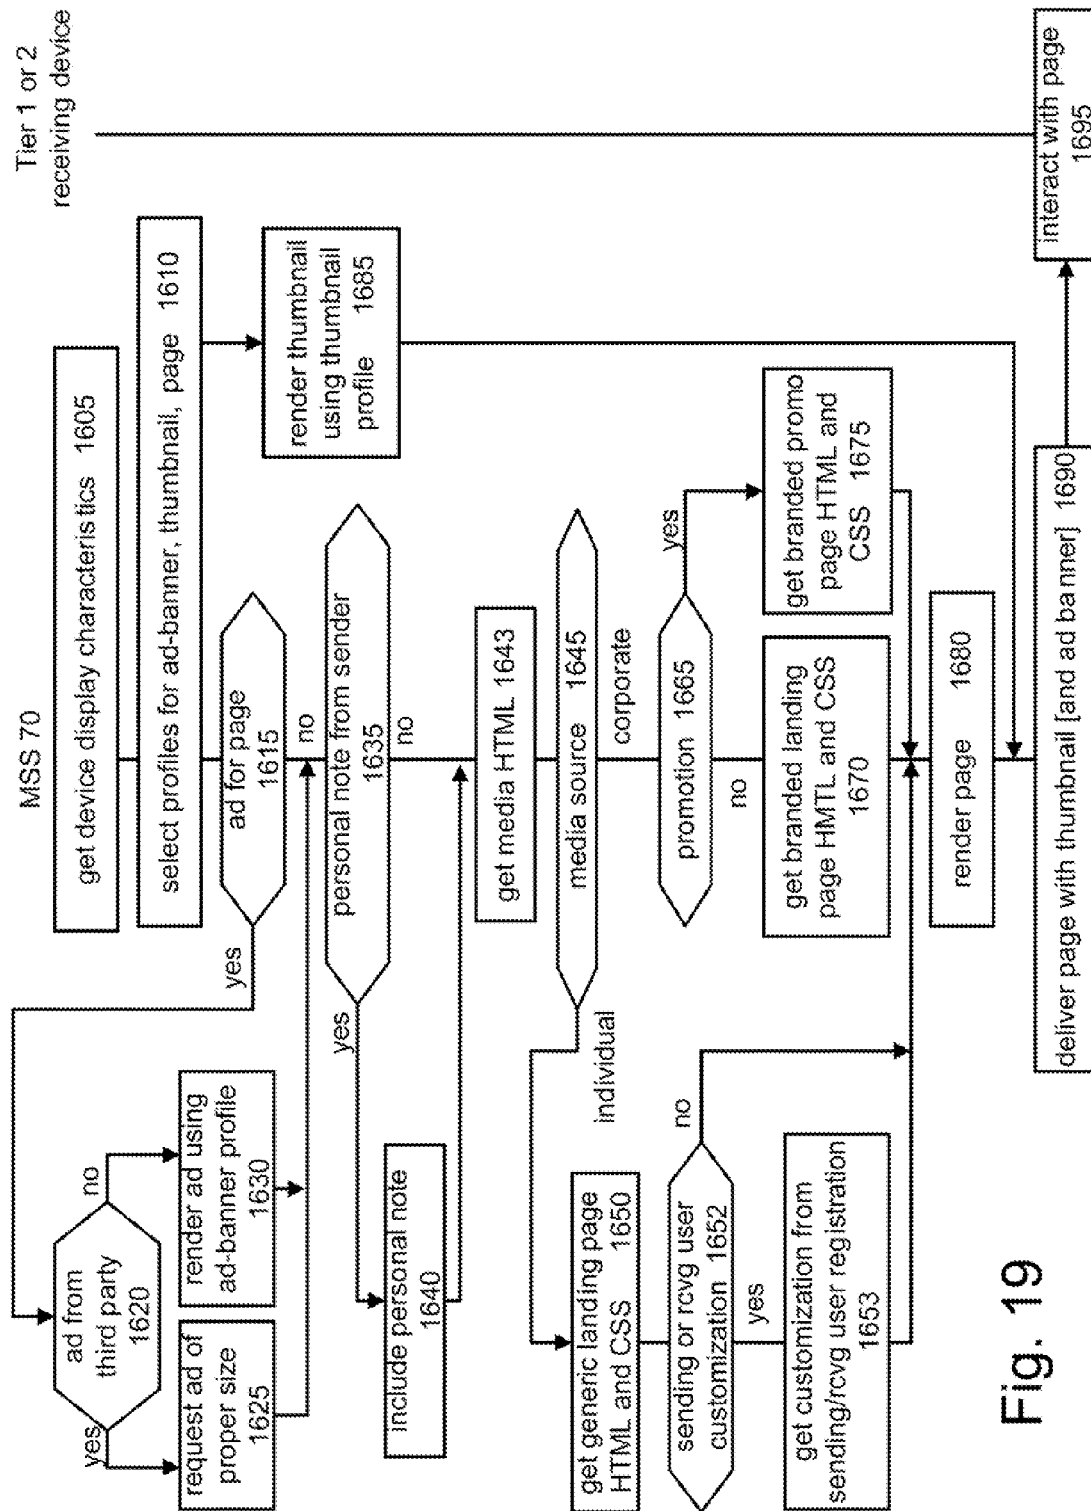 MSS 70
Tier 1 or 2
receiving device
get device display characteristics 1605
select profiles for ad-banner, thumbnail, page 1610
ad for page
1615
yes
no
ad from
third party
1620
yes
no
request ad of
proper size
1625
render ad using
ad-banner profile
1630
render thumbnail
using thumbnail
profile 1685
personal note from sender
1635
yes
no
include personal note
1640
get media HTML 1643
media source 1645
individual
corporate
get generic landing page
HTML and CSS 1650
sending or rcvg user
customization 1652
no
yes
get customization from
sending/rcvg user registration
1653
promotion 1665
yes
no
get branded landing
page HMTL and CSS
1670
get branded promo
page HTML and
CSS 1675
render page 1680
deliver page with thumbnail [and ad banner] 1690
interact with page
1695
Fig. 19